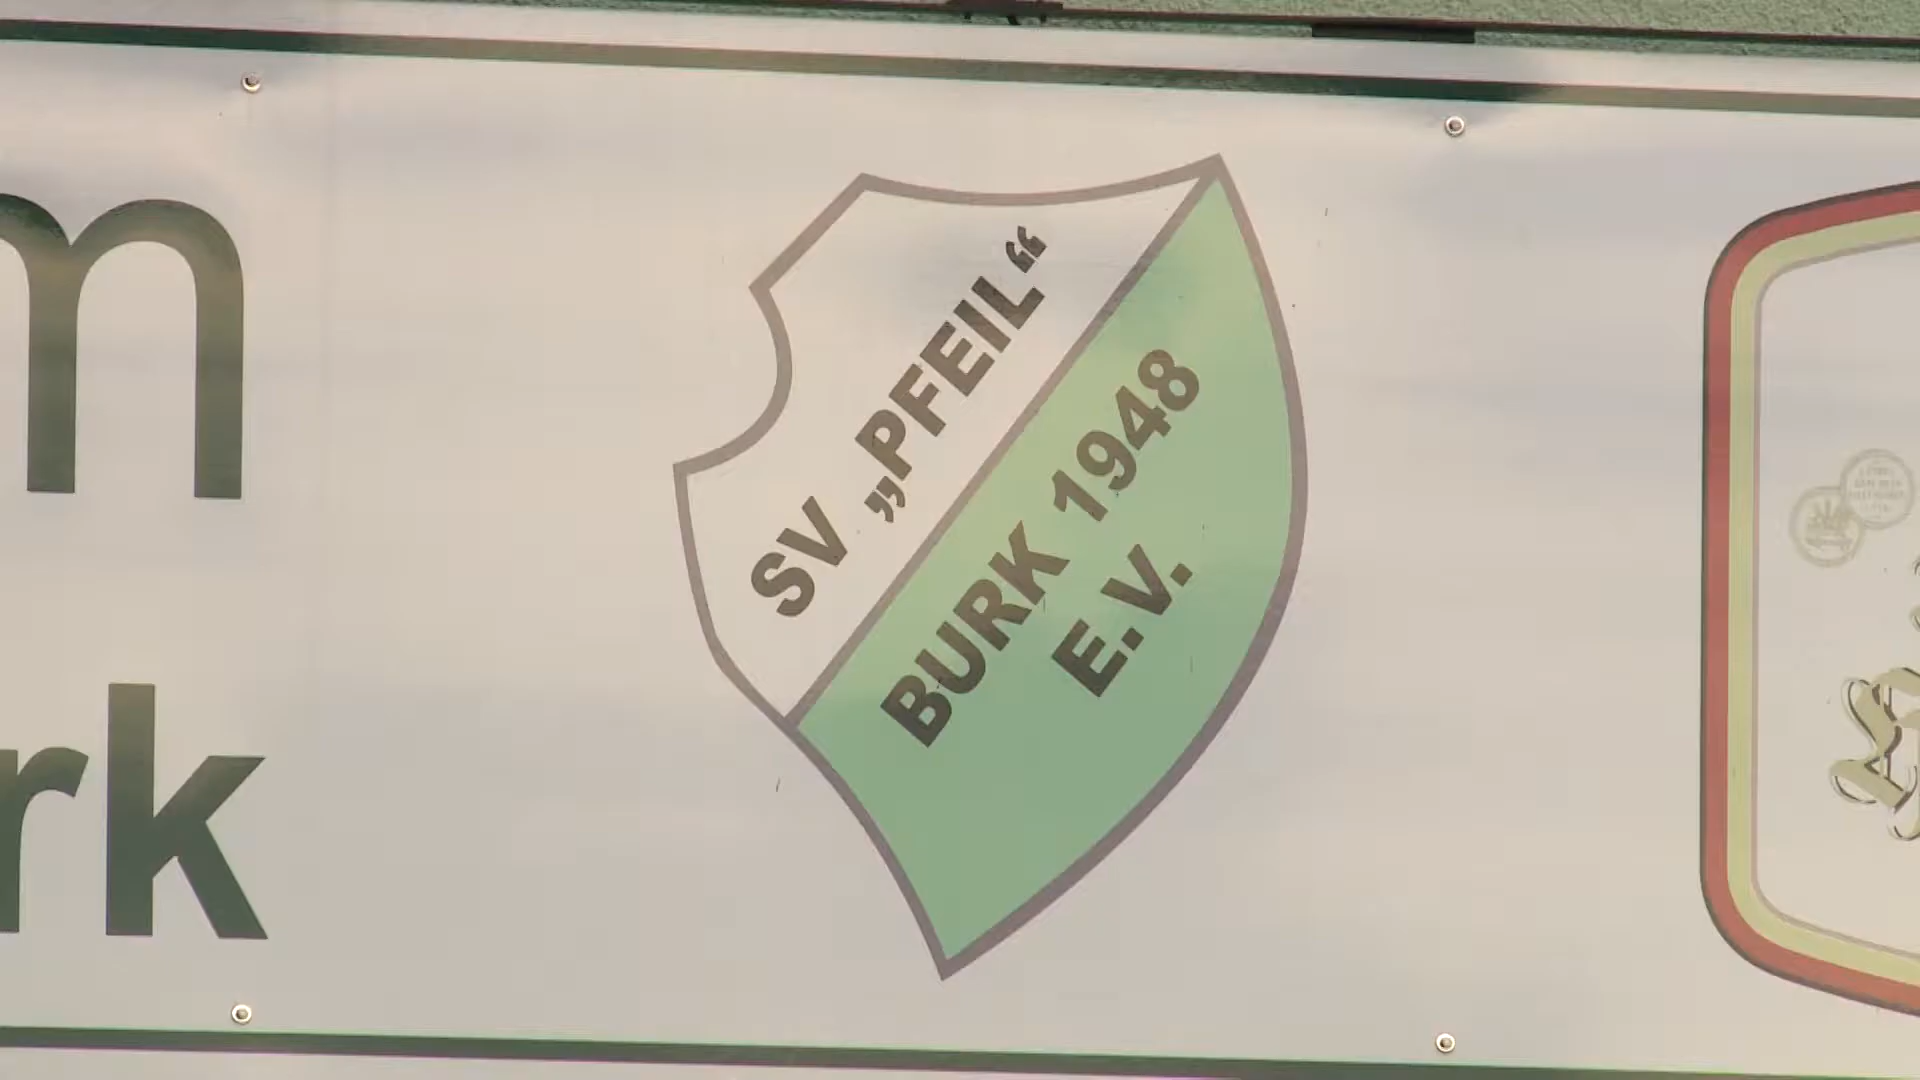 m
rk
SV „PFEIL“
BURK 1948
E.V.